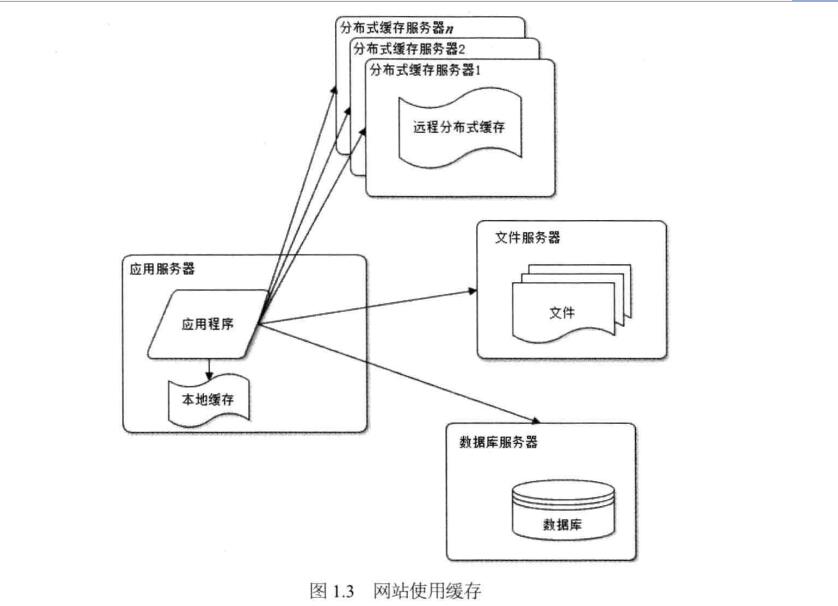 分布式缓存服务器n
分布式缓存服务器2
分布式缓存服务器1
远程分布式缓存
文件服务器
文件
应用服务器
应用程序
本地缓存
数据库服务器
数据库
图 1.3 网站使用缓存